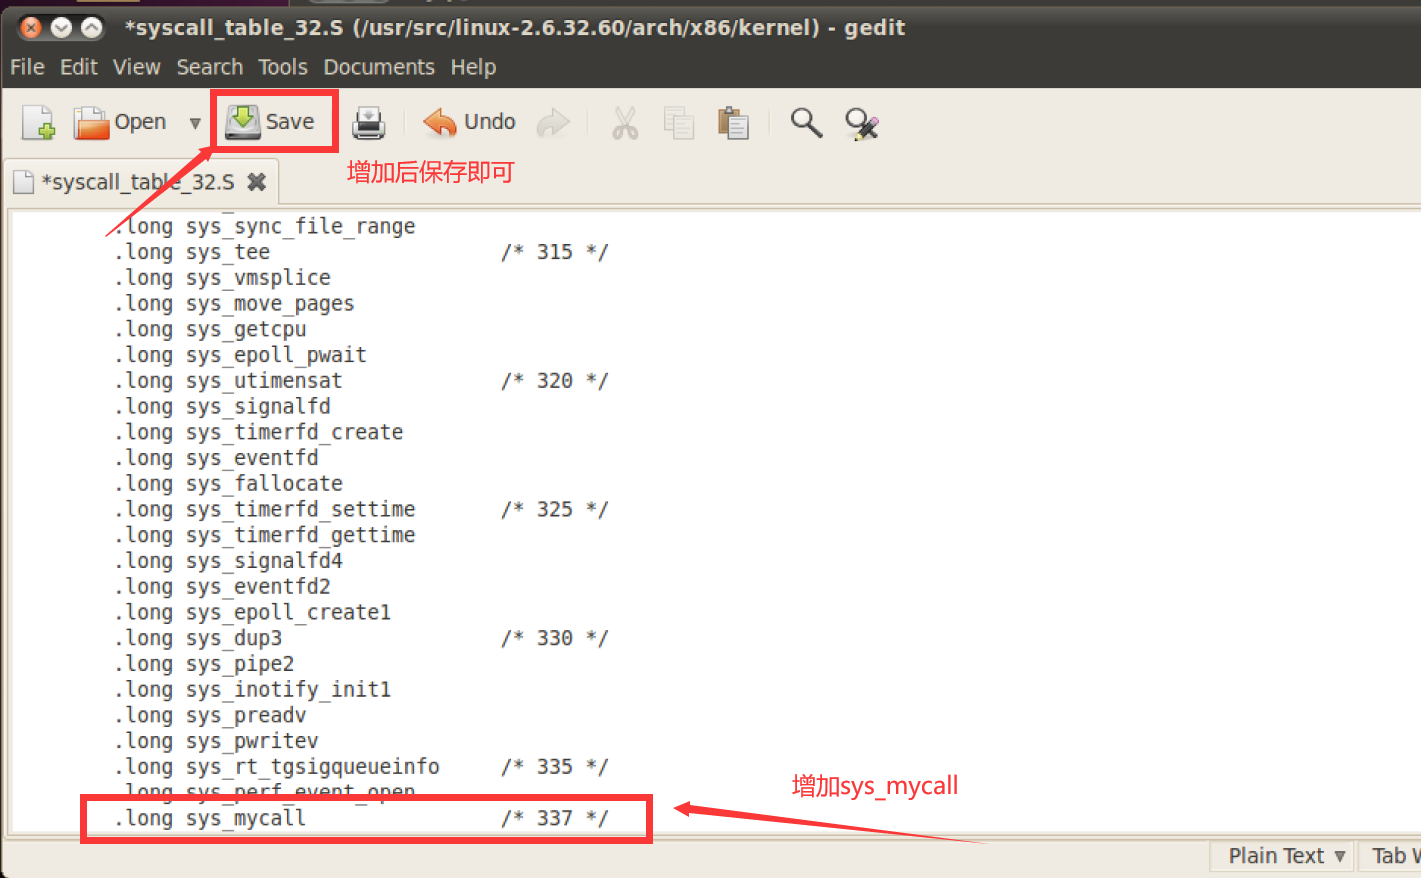 *syscall_table_32.S (/usr/src/linux-2.6.32.60/arch/x86/kernel) - gedit
File Edit View Search Tools Documents Help
Open Save Undo
增加后保存即可
*syscall_table_32.S
.long sys_sync_file_range
.long sys_tee /* 315 */
.long sys_vmsplice
.long sys_move_pages
.long sys_getcpu
.long sys_epoll_pwait
.long sys_utimensat /* 320 */
.long sys_signalfd
.long sys_timerfd_create
.long sys_eventfd
.long sys_fallocate
.long sys_timerfd_settime /* 325 */
.long sys_timerfd_gettime
.long sys_signalfd4
.long sys_eventfd2
.long sys_epoll_create1
.long sys_dup3 /* 330 */
.long sys_pipe2
.long sys_inotify_init1
.long sys_preadv
.long sys_pwritev
.long sys_rt_tgsigqueueinfo /* 335 */
.long sys_perf_event_open
增加sys_mycall
.long sys_mycall /* 337 */
Plain Text Tab W